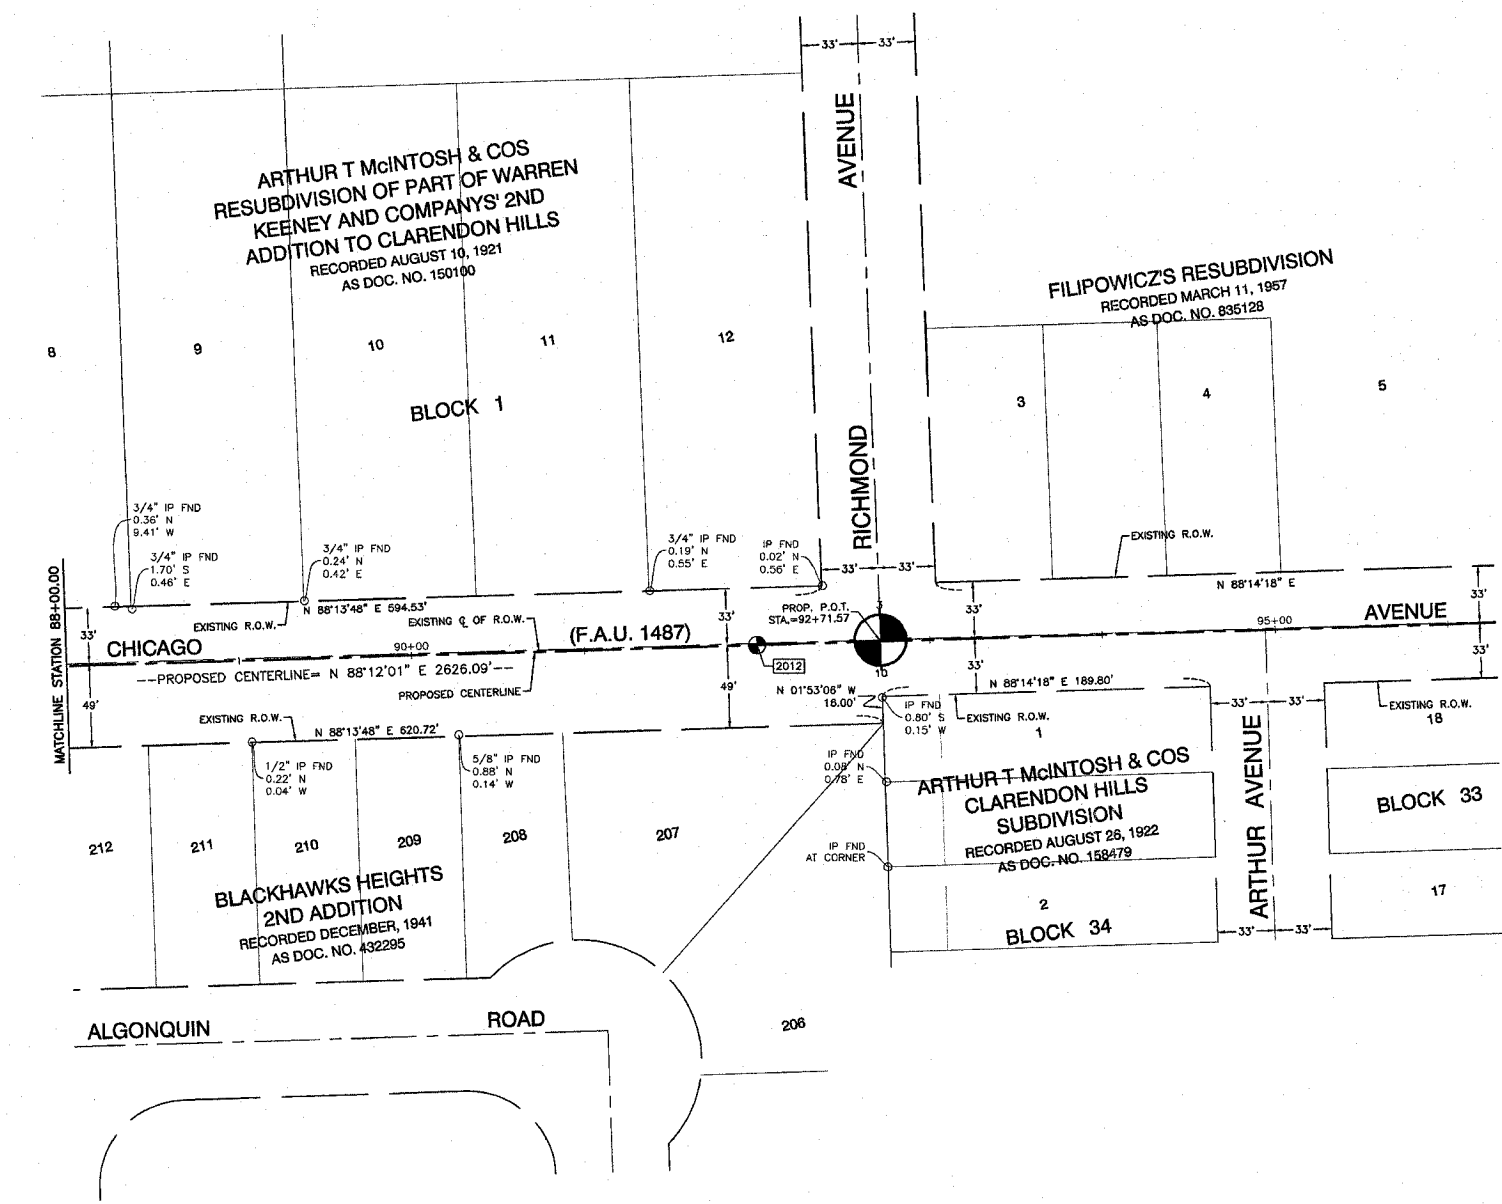 33'
33'
AVENUE
ARTHUR T McINTOSH & COS
RESUBDIVISION OF PART OF WARREN
KEENEY AND COMPANYS' 2ND
ADDITION TO CLARENDON HILLS
RECORDED AUGUST 10, 1921
AS DOC. NO. 150100
FILIPOWICZ'S RESUBDIVISION
RECORDED MARCH 11, 1957
AS DOC. NO. 835128
8
9
10
11
12
BLOCK 1
3
4
5
RICHMOND
3/4" IP FND
0.36' N
9.41' W
3/4" IP FND
1.70' S
0.46' E
3/4" IP FND
0.24' N
0.42' E
3/4" IP FND
0.19' N
0.55' E
IP FND
0.02' N
0.56' E
33'
33'
EXISTING R.O.W.
N 88°14'18" E
MATCHLINE STATION 88+00.00
33'
N 88°13'48" E 594.53'
EXISTING R.O.W.
EXISTING ℄ OF R.O.W.
33'
PROP. P.O.T.
STA.=92+71.57
3
33'
33'
CHICAGO
90+00
(F.A.U. 1487)
95+00
AVENUE
2012
10
--PROPOSED CENTERLINE= N 88°12'01" E 2626.09'--
PROPOSED CENTERLINE
49'
49'
N 01°53'06" W
16.00'
33'
33'
N 88°14'18" E 189.80'
EXISTING R.O.W.
N 88°13'48" E 620.72'
IP FND
0.80' S
0.15' W
EXISTING R.O.W.
1
33'
33'
EXISTING R.O.W.
18
1/2" IP FND
0.22' N
0.04' W
5/8" IP FND
0.88' N
0.14' W
IP FND
0.08' N
0.78' E
ARTHUR T McINTOSH & COS
CLARENDON HILLS
SUBDIVISION
RECORDED AUGUST 26, 1922
AS DOC. NO. 158479
ARTHUR AVENUE
BLOCK 33
212
211
210
209
208
207
IP FND
AT CORNER
BLACKHAWKS HEIGHTS
2ND ADDITION
RECORDED DECEMBER, 1941
AS DOC. NO. 432295
2
BLOCK 34
33'
33'
17
ALGONQUIN
ROAD
206